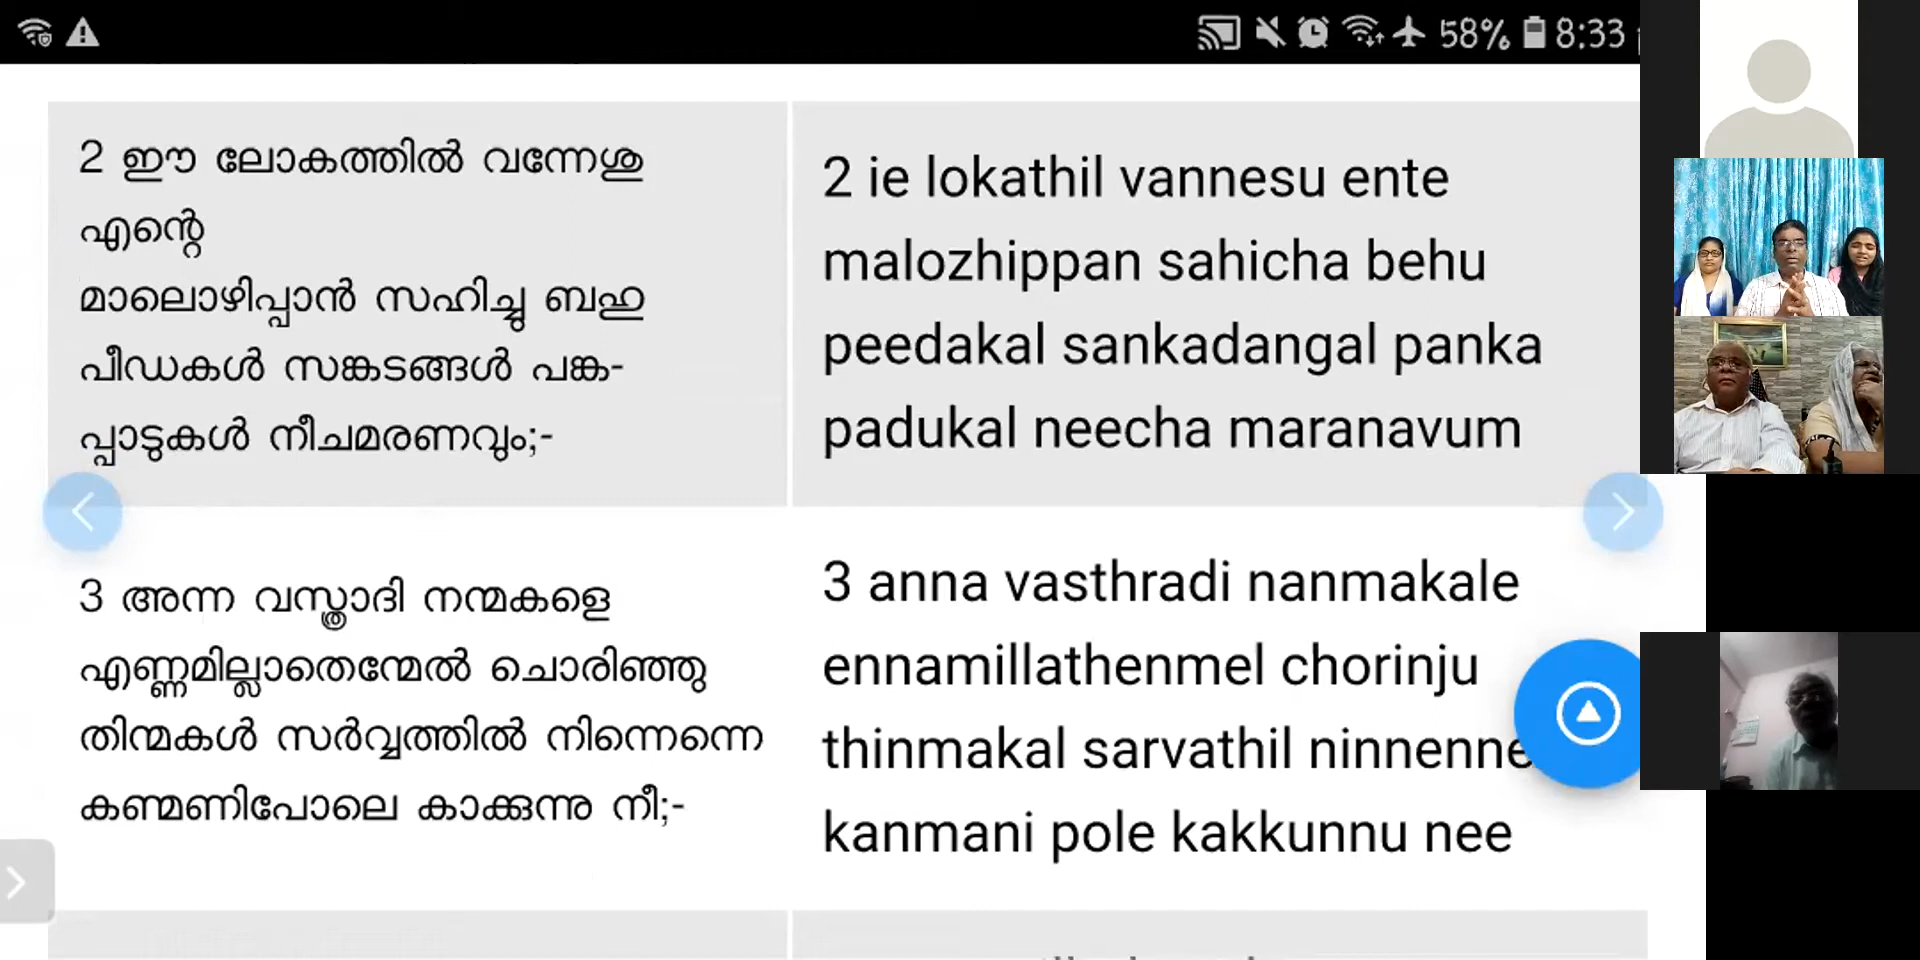 58% 8:33
2 ഈ ലോകത്തിൽ വന്നേശു
എന്റെ
മാലൊഴിപ്പാൻ സഹിച്ചു ബഹു
പീഡകൾ സങ്കടങ്ങൾ പങ്ക-
പ്പാടുകൾ നീചമരണവും;-
2 ie lokathil vannesu ente
malozhippan sahicha behu
peedakal sankadangal panka
padukal neecha maranavum
3 അന്ന വസ്ത്രാദി നന്മകളെ
എണ്ണമില്ലാതെന്മേൽ ചൊരിഞ്ഞു
തിന്മകൾ സർവ്വത്തിൽ നിന്നെന്നെ
കണ്മണിപോലെ കാക്കുന്നു നീ;-
3 anna vasthradi nanmakale
ennamillathenmel chorinju
thinmakal sarvathil ninnenne
kanmani pole kakkunnu nee